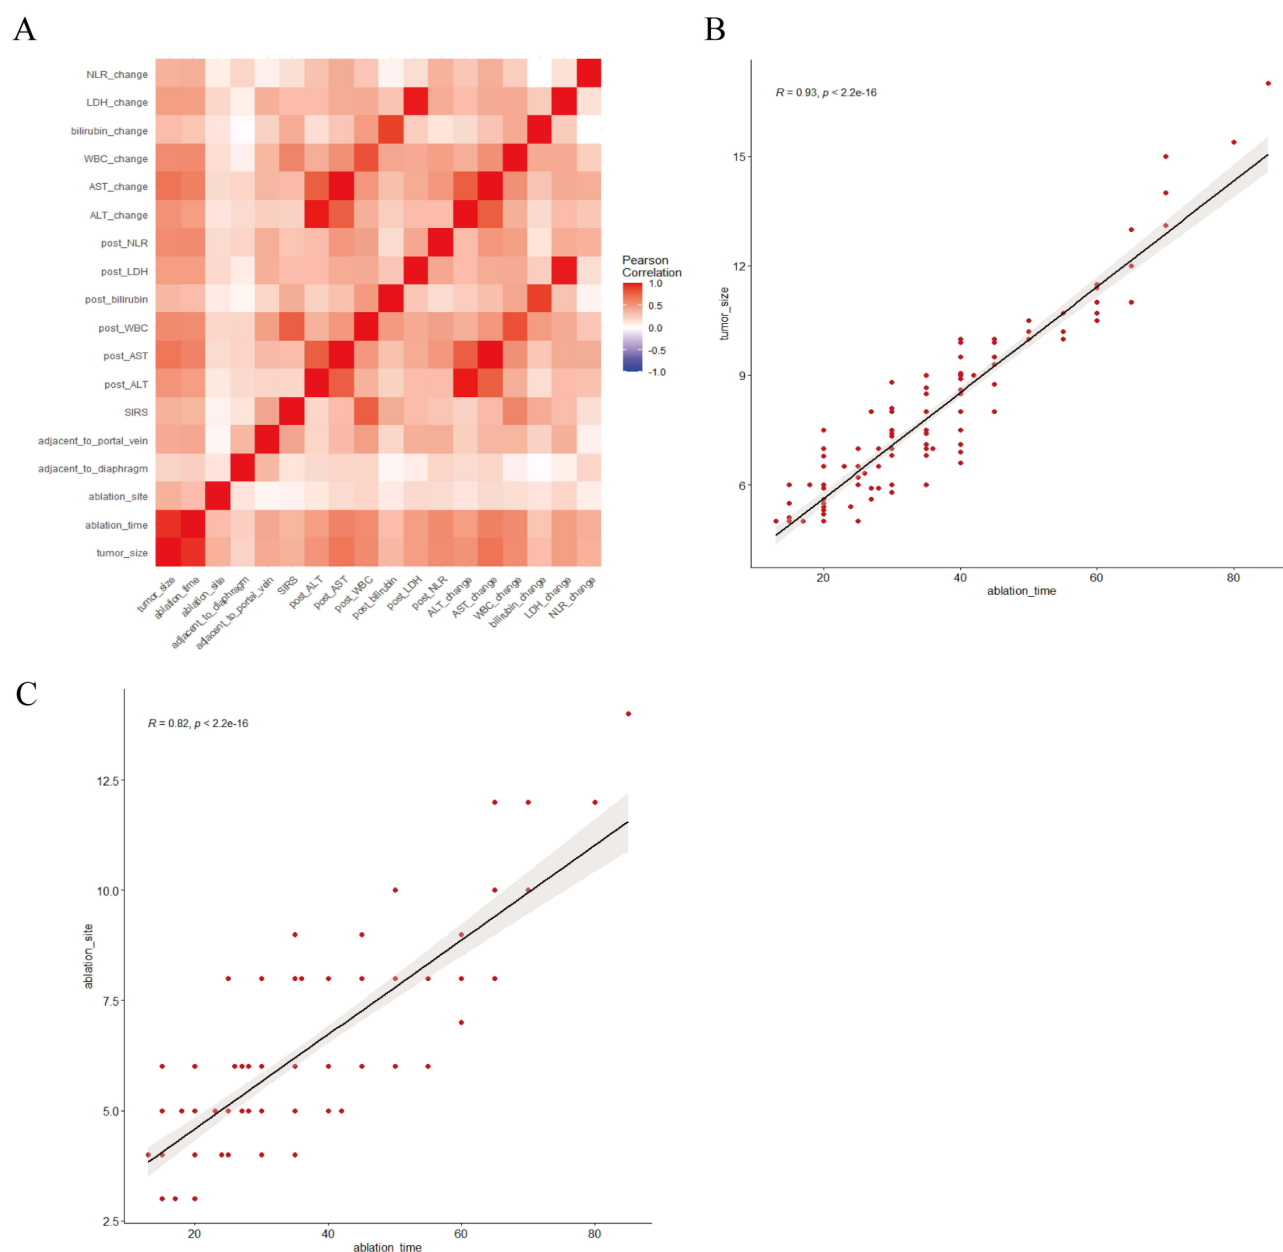 A
NLR_change
LDH_change
bilirubin_change
WBC_change
AST_change
ALT_change
post_NLR
post_LDH
post_bilirubin
post_WBC
post_AST
post_ALT
SIRS
adjacent_to_portal_vein
adjacent_to_diaphragm
ablation_site
ablation_time
tumor_size
tumor_size
ablation_time
ablation_site
adjacent_to_diaphragm
adjacent_to_portal_vein
SIRS
post_ALT
post_AST
post_WBC
post_bilirubin
post_LDH
post_NLR
ALT_change
AST_change
WBC_change
bilirubin_change
LDH_change
NLR_change
Pearson
Correlation
1.0
0.5
0.0
-0.5
-1.0
B
R = 0.93, p < 2.2e-16
15
12
9
6
tumor_size
20 40 60 80
ablation_time
C
R = 0.82, p < 2.2e-16
12.5
10.0
7.5
5.0
2.5
ablation_site
20 40 60 80
ablation_time